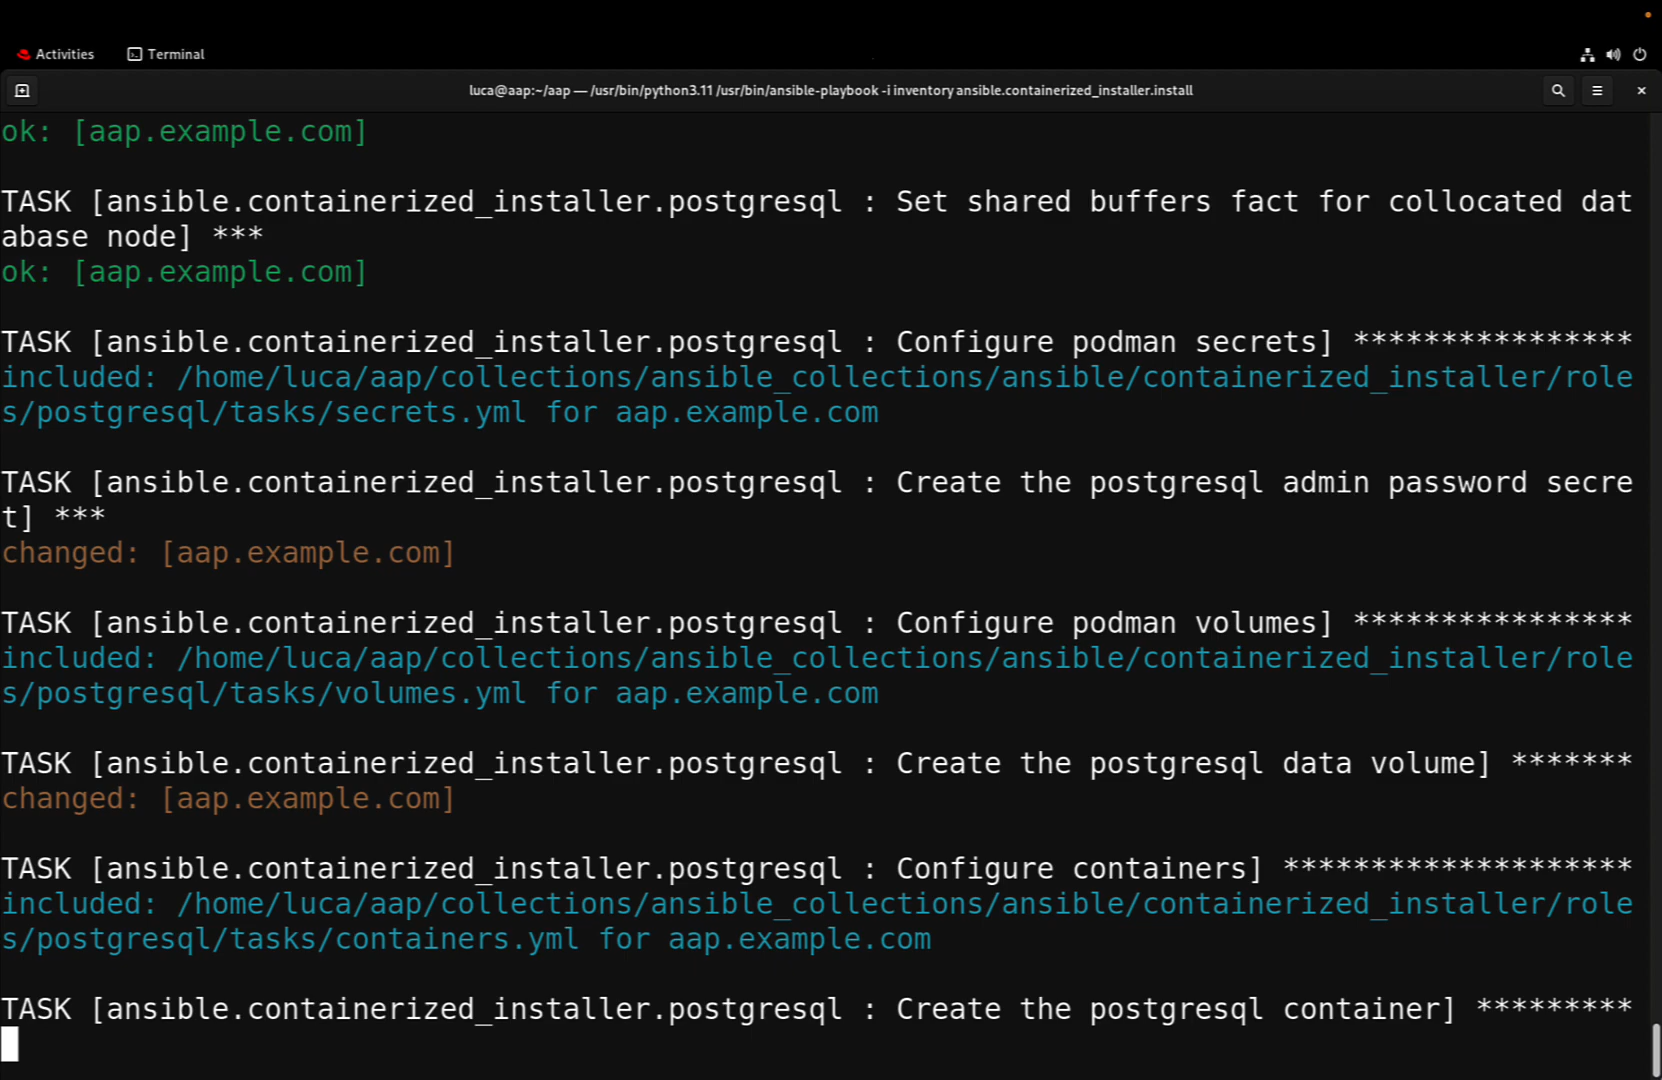 Activities Terminal
luca@aap:~/aap — /usr/bin/python3.11 /usr/bin/ansible-playbook -i inventory ansible.containerized_installer.install
ok: [aap.example.com]
TASK [ansible.containerized_installer.postgresql : Set shared buffers fact for collocated dat
abase node] ***
ok: [aap.example.com]
TASK [ansible.containerized_installer.postgresql : Configure podman secrets] ****************
included: /home/luca/aap/collections/ansible_collections/ansible/containerized_installer/role
s/postgresql/tasks/secrets.yml for aap.example.com
TASK [ansible.containerized_installer.postgresql : Create the postgresql admin password secre
t] ***
changed: [aap.example.com]
TASK [ansible.containerized_installer.postgresql : Configure podman volumes] ****************
included: /home/luca/aap/collections/ansible_collections/ansible/containerized_installer/role
s/postgresql/tasks/volumes.yml for aap.example.com
TASK [ansible.containerized_installer.postgresql : Create the postgresql data volume] *******
changed: [aap.example.com]
TASK [ansible.containerized_installer.postgresql : Configure containers] ********************
included: /home/luca/aap/collections/ansible_collections/ansible/containerized_installer/role
s/postgresql/tasks/containers.yml for aap.example.com
TASK [ansible.containerized_installer.postgresql : Create the postgresql container] *********